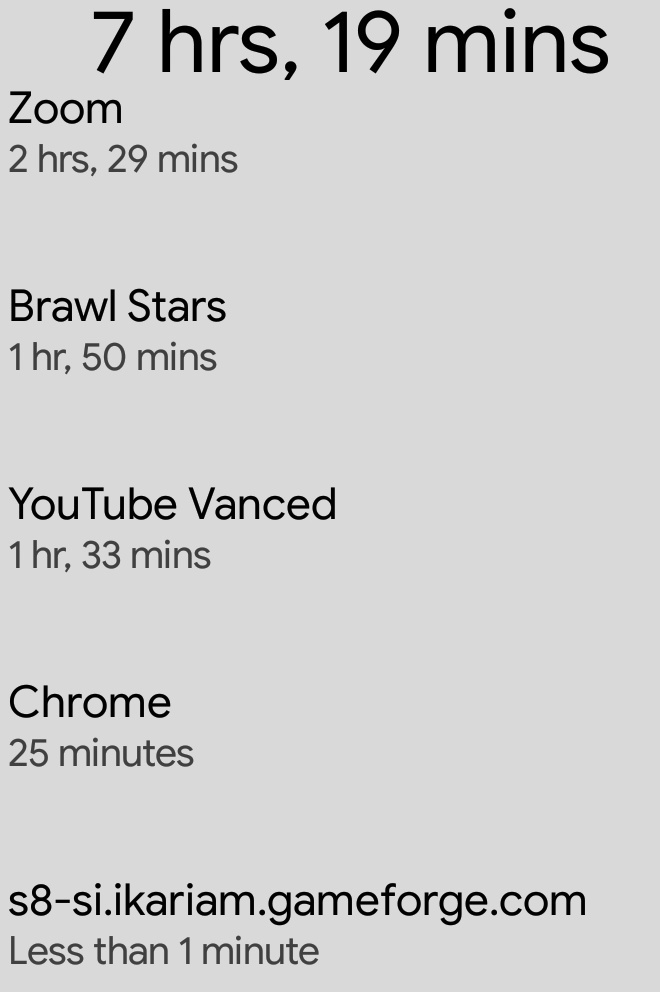 7 hrs, 19 mins
Zoom
2 hrs, 29 mins
Brawl Stars
1 hr, 50 mins
YouTube Vanced
1 hr, 33 mins
Chrome
25 minutes
s8-si.ikariam.gameforge.com
Less than 1 minute